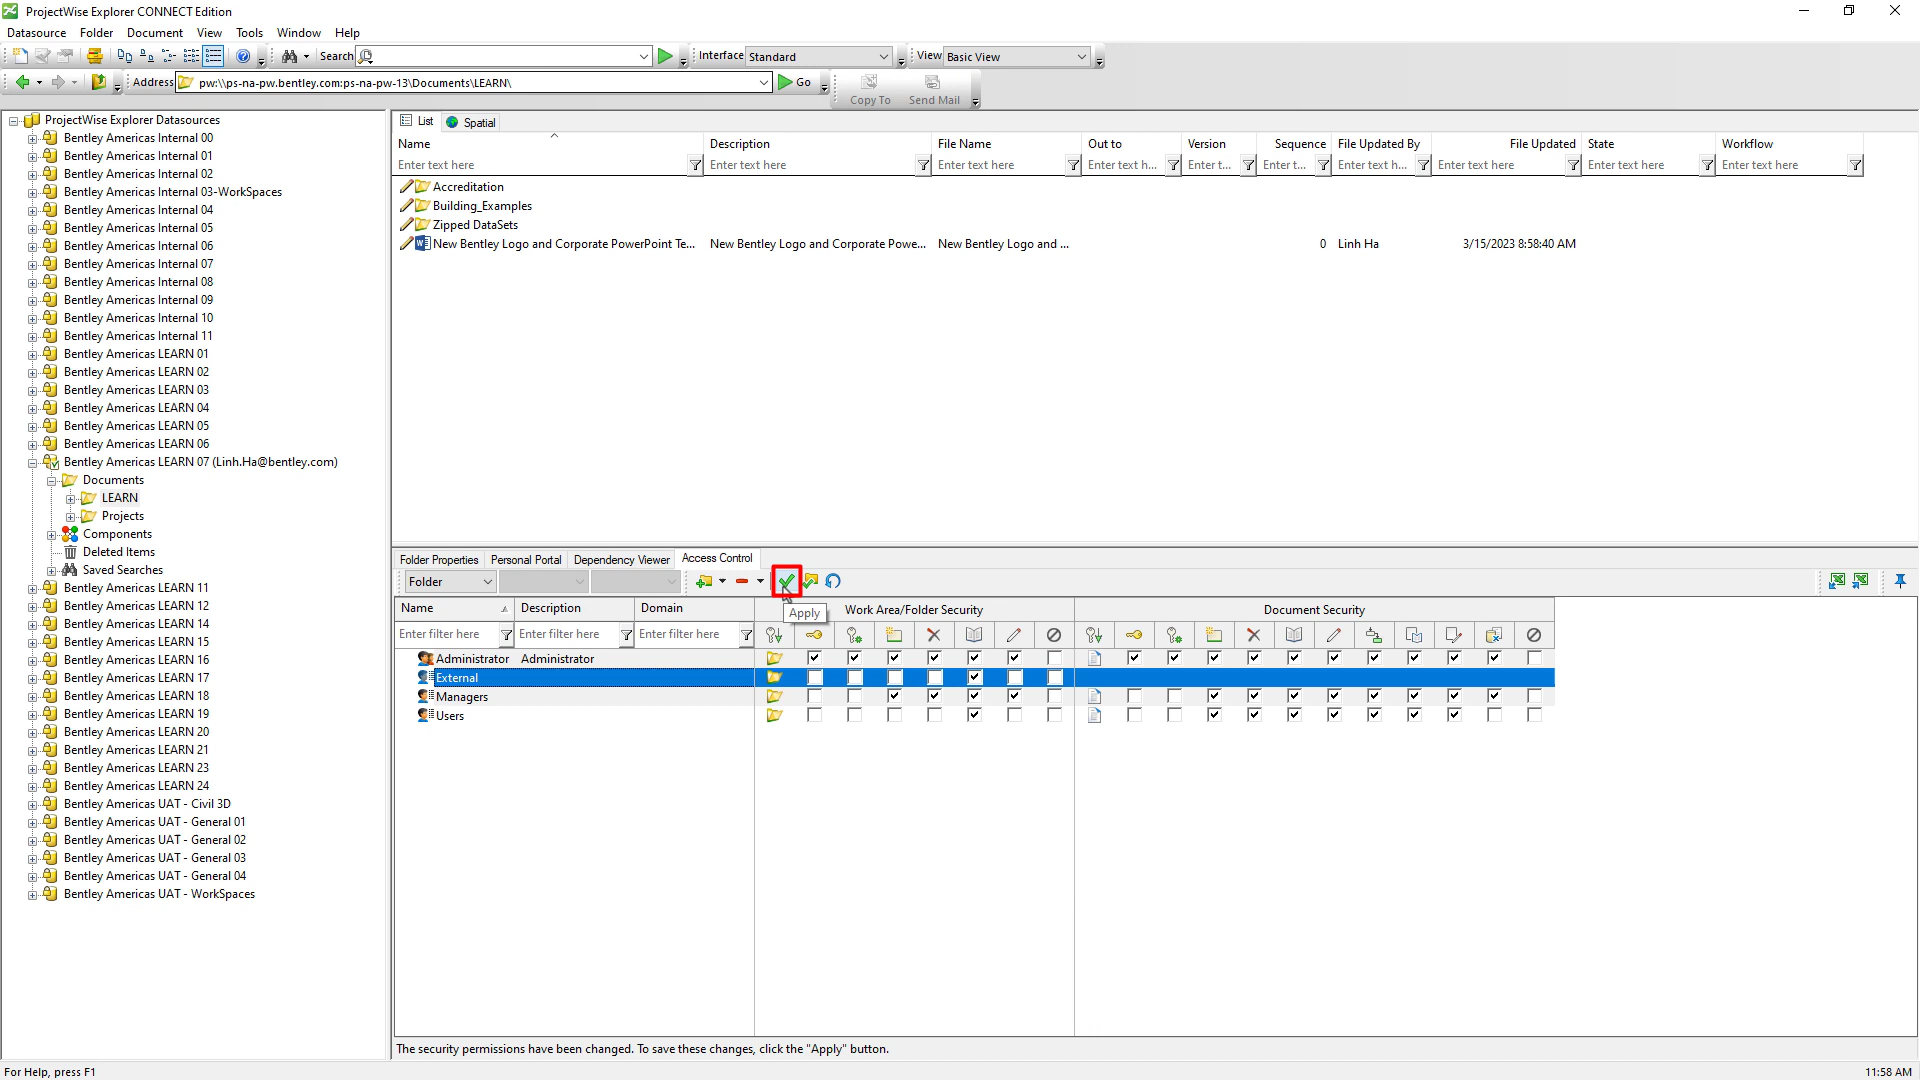 ProjectWise Explorer CONNECT Edition
Datasource Folder Document View Tools Window Help
Search Interface Standard View Basic View
Address pw:\\ps-na-pw.bentley.com:ps-na-pw-13\Documents\LEARN\ Go Copy To Send Mail
ProjectWise Explorer Datasources
Bentley Americas Internal 00
Bentley Americas Internal 01
Bentley Americas Internal 02
Bentley Americas Internal 03-WorkSpaces
Bentley Americas Internal 04
Bentley Americas Internal 05
Bentley Americas Internal 06
Bentley Americas Internal 07
Bentley Americas Internal 08
Bentley Americas Internal 09
Bentley Americas Internal 10
Bentley Americas Internal 11
Bentley Americas LEARN 01
Bentley Americas LEARN 02
Bentley Americas LEARN 03
Bentley Americas LEARN 04
Bentley Americas LEARN 05
Bentley Americas LEARN 06
Bentley Americas LEARN 07 (Linh.Ha@bentley.com)
Documents
LEARN
Projects
Components
Deleted Items
Saved Searches
Bentley Americas LEARN 11
Bentley Americas LEARN 12
Bentley Americas LEARN 14
Bentley Americas LEARN 15
Bentley Americas LEARN 16
Bentley Americas LEARN 17
Bentley Americas LEARN 18
Bentley Americas LEARN 19
Bentley Americas LEARN 20
Bentley Americas LEARN 21
Bentley Americas LEARN 23
Bentley Americas LEARN 24
Bentley Americas UAT - Civil 3D
Bentley Americas UAT - General 01
Bentley Americas UAT - General 02
Bentley Americas UAT - General 03
Bentley Americas UAT - General 04
Bentley Americas UAT - WorkSpaces
List Spatial
Name Description File Name Out to Version Sequence File Updated By File Updated State Workflow
Enter text here Enter text here Enter text here Enter text h... Enter t... Enter t... Enter text h... Enter text here Enter text here Enter text here
Accreditation
Building_Examples
Zipped DataSets
New Bentley Logo and Corporate PowerPoint Te... New Bentley Logo and Corporate Powe... New Bentley Logo and ... 0 Linh Ha 3/15/2023 8:58:40 AM
Folder Properties Personal Portal Dependency Viewer Access Control
Folder
Name Description Domain Apply Work Area/Folder Security Document Security
Enter filter here Enter filter here Enter filter here
Administrator Administrator
External
Managers
Users
The security permissions have been changed. To save these changes, click the "Apply" button.
For Help, press F1 11:58 AM